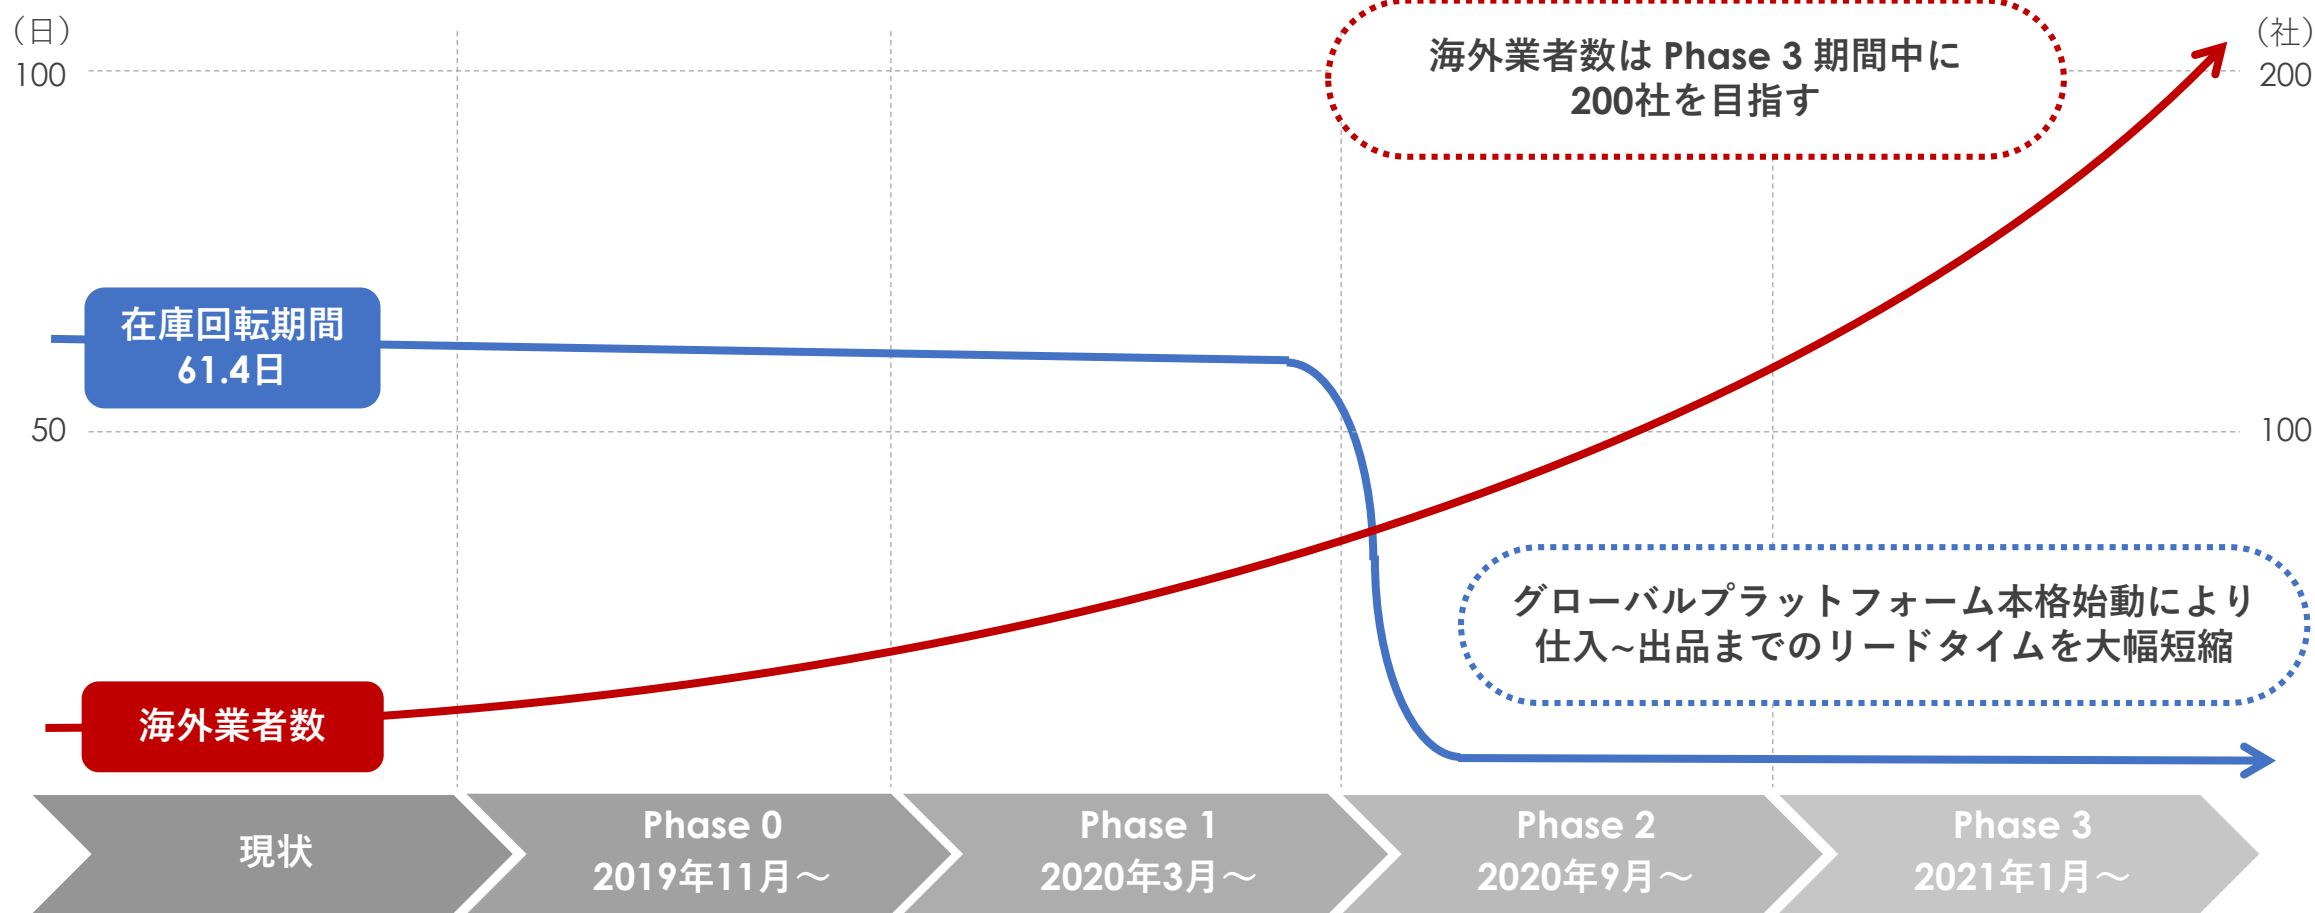 （日）
100
50
（社）
200
100
海外業者数は Phase 3 期間中に
200社を目指す
在庫回転期間
61.4日
グローバルプラットフォーム本格始動により
仕入~出品までのリードタイムを大幅短縮
海外業者数
現状
Phase 0
2019年11月～
Phase 1
2020年3月～
Phase 2
2020年9月～
Phase 3
2021年1月～